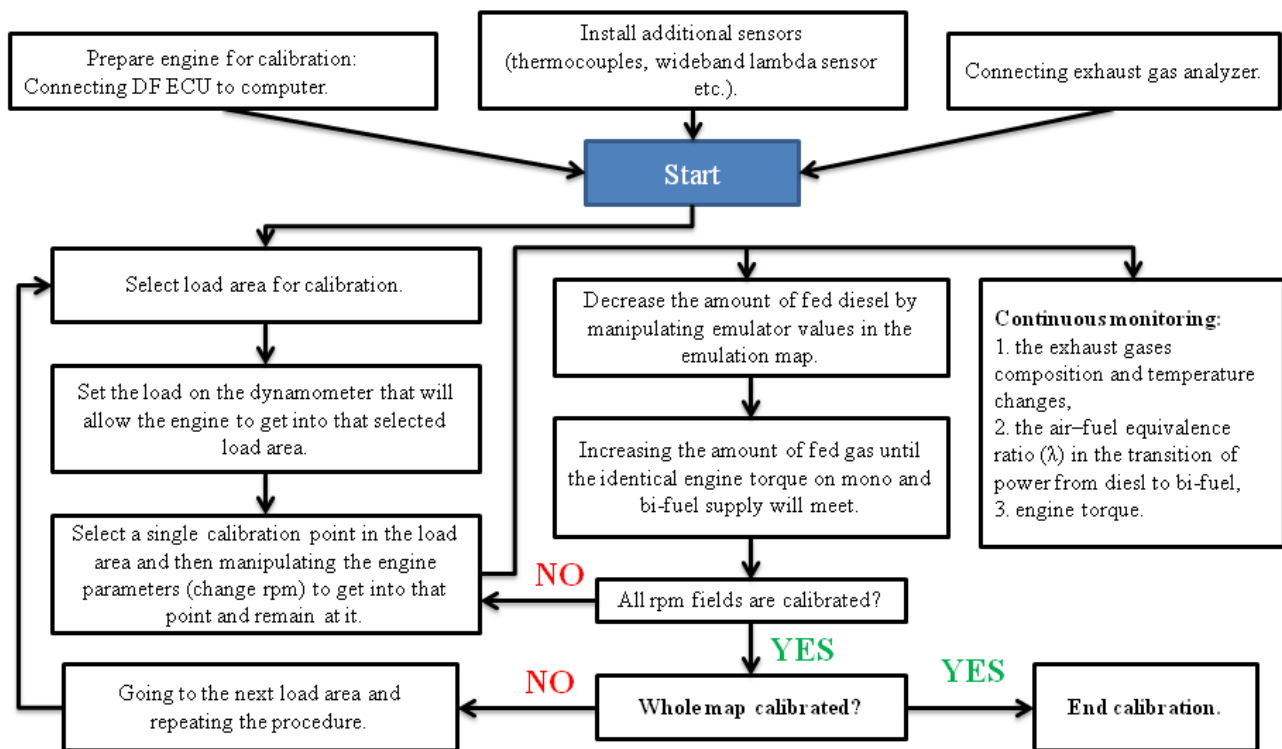 Prepare engine for calibration:
Connecting DF ECU to computer.
Install additional sensors
(thermocouples, wideband lambda sensor
etc.).
Connecting exhaust gas analyzer.
Start
Select load area for calibration.
Set the load on the dynamometer that will
allow the engine to get into that selected
load area.
Select a single calibration point in the load
area and then manipulating the engine
parameters (change rpm) to get into that
point and remain at it.
Going to the next load area and
repeating the procedure.
Decrease the amount of fed diesel by
manipulating emulator values in the
emulation map.
Increasing the amount of fed gas until
the identical engine torque on mono and
bi-fuel supply will meet.
NO
All rpm fields are calibrated?
YES
NO
Whole map calibrated?
YES
End calibration.
Continuous monitoring:
1. the exhaust gases
composition and temperature
changes,
2. the air–fuel equivalence
ratio (λ) in the transition of
power from diesl to bi-fuel,
3. engine torque.